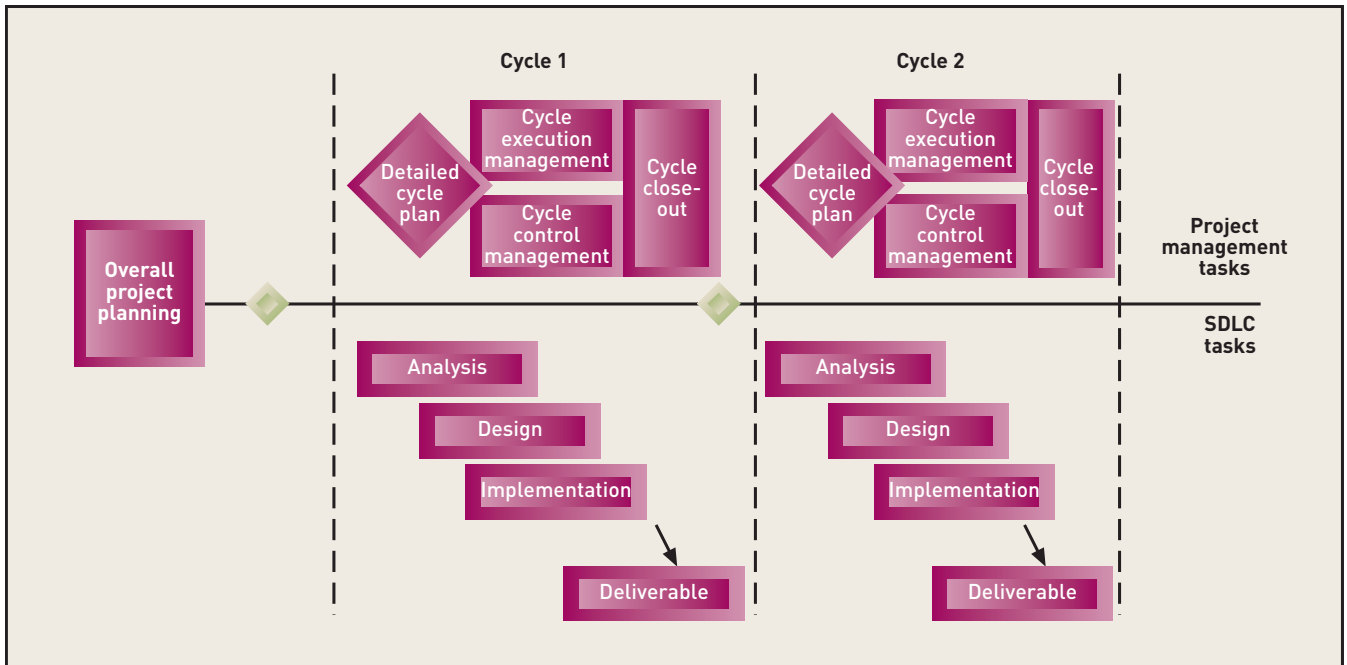 Cycle 1
Cycle 2
Overall
project
planning
Detailed
cycle
plan
Cycle
execution
management
Cycle
control
management
Cycle
close-
out
Detailed
cycle
plan
Cycle
execution
management
Cycle
control
management
Cycle
close-
out
Project
management
tasks
SDLC
tasks
Analysis
Design
Implementation
Deliverable
Analysis
Design
Implementation
Deliverable